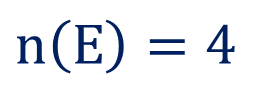 n(E) = 4